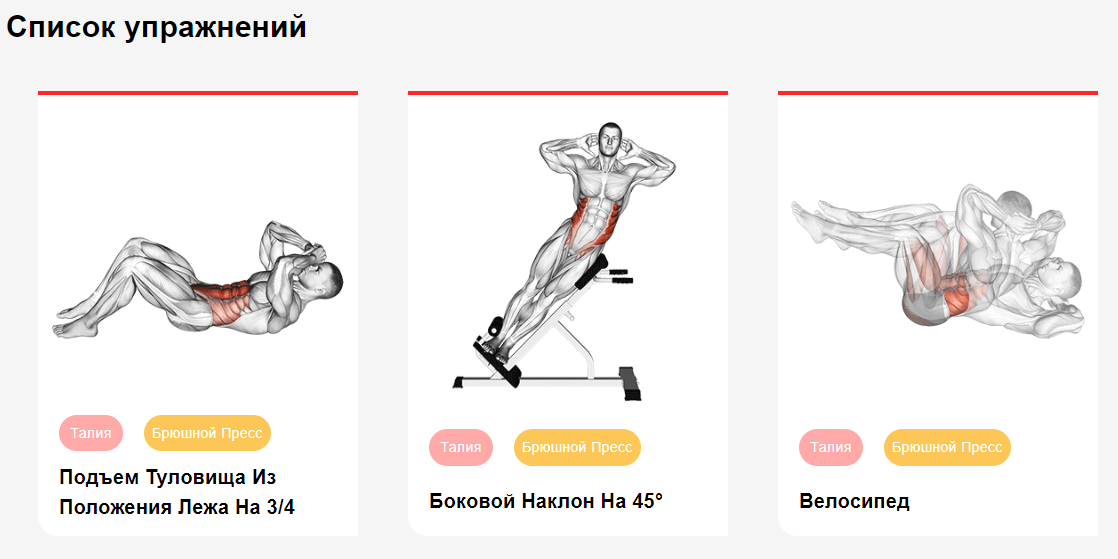 Список упражнений
Талия
Брюшной Пресс
Подъем Туловища Из
Положения Лежа На 3/4
Талия
Брюшной Пресс
Боковой Наклон На 45°
Талия
Брюшной Пресс
Велосипед